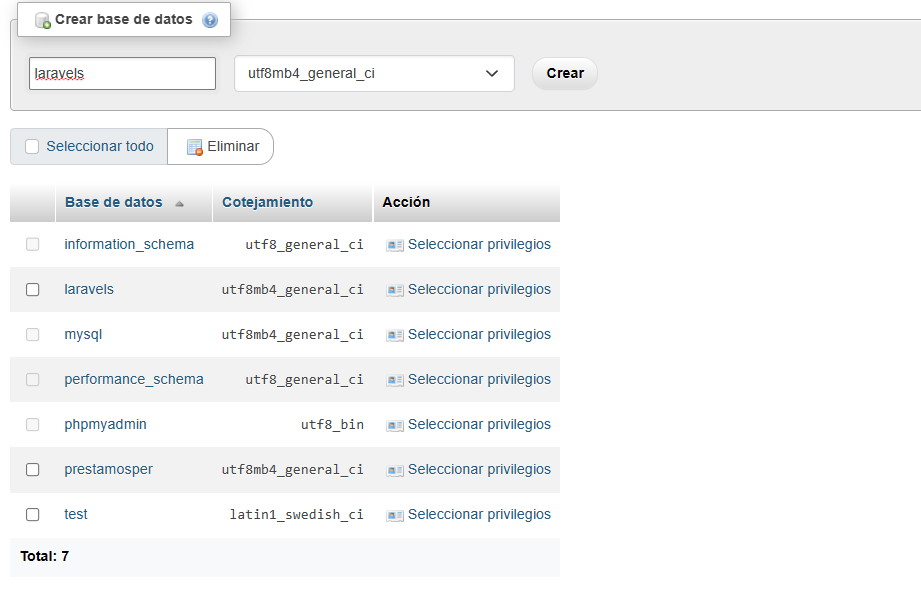 Crear base de datos
laravels utf8mb4_general_ci Crear
Seleccionar todo Eliminar
Base de datos Cotejamiento Acción
information_schema utf8_general_ci Seleccionar privilegios
laravels utf8mb4_general_ci Seleccionar privilegios
mysql utf8mb4_general_ci Seleccionar privilegios
performance_schema utf8_general_ci Seleccionar privilegios
phpmyadmin utf8_bin Seleccionar privilegios
prestamosper utf8mb4_general_ci Seleccionar privilegios
test latin1_swedish_ci Seleccionar privilegios
Total: 7